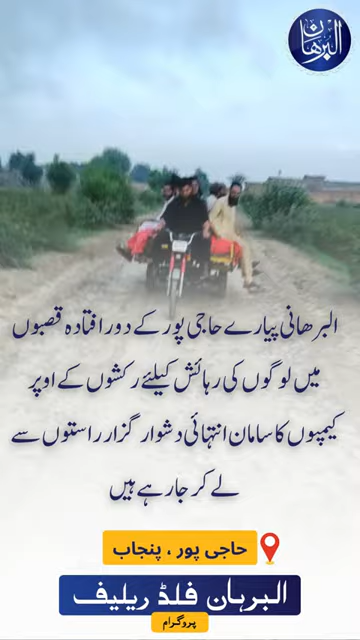 البرھان
البرھانی پیارے حاجی پور کے دور افتادہ قصبوں
میں لوگوں کی رہائش کیلئے رکشوں کے اوپر
کیمپوں کا سامان انتہائی دشوار گزار راستوں سے
لے کر جارہے ہیں
حاجی پور ، پنجاب
البرہان فلڈ ریلیف
پروگرام